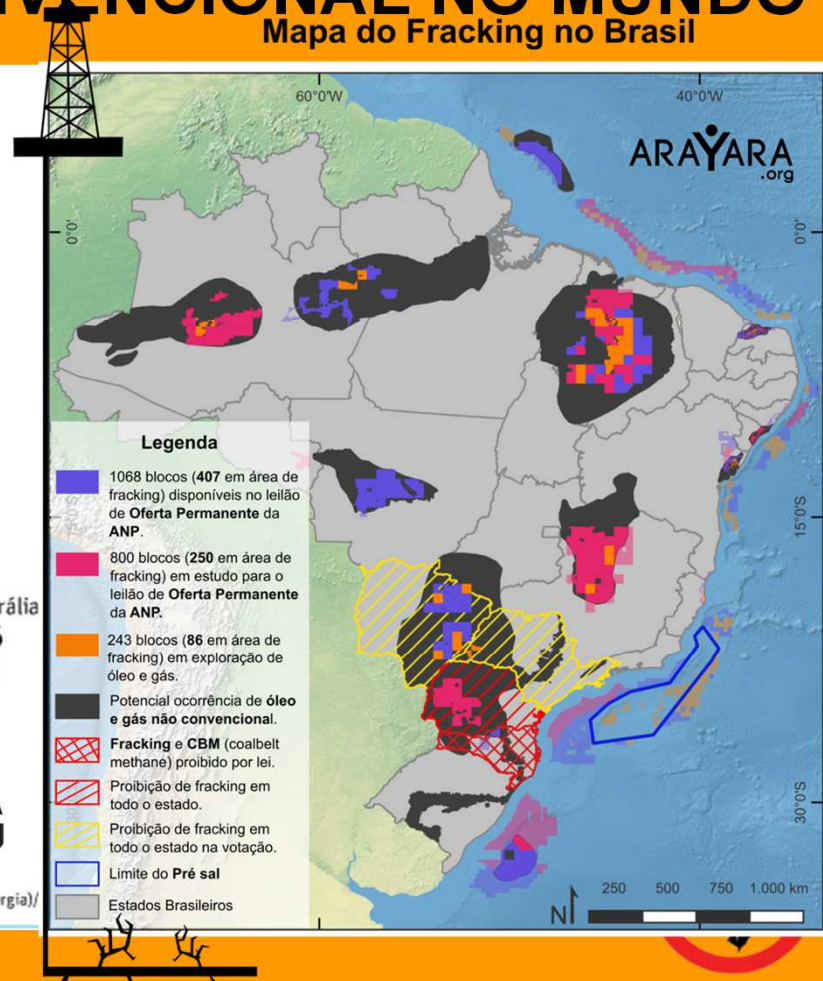 VENCIONAL NO MUNDO
Mapa do Fracking no Brasil
60°0'W
40°0'W
ARAYARA
.org
0°0'
0°0'
Legenda
1068 blocos (407 em área de
fracking) disponíveis no leilão
de Oferta Permanente da
ANP.
15°0'S
800 blocos (250 em área de
fracking) em estudo para o
leilão de Oferta Permanente
da ANP.
rália
243 blocos (86 em área de
fracking) em exploração de
óleo e gás.
Potencial ocorrência de óleo
e gás não convencional.
Fracking e CBM (coalbelt
methane) proibido por lei.
Proibição de fracking em
todo o estado.
30°0'S
Proibição de fracking em
todo o estado na votação.
Limite do Pré sal
rgia)/
Estados Brasileiros
250 500 750 1.000 km
N